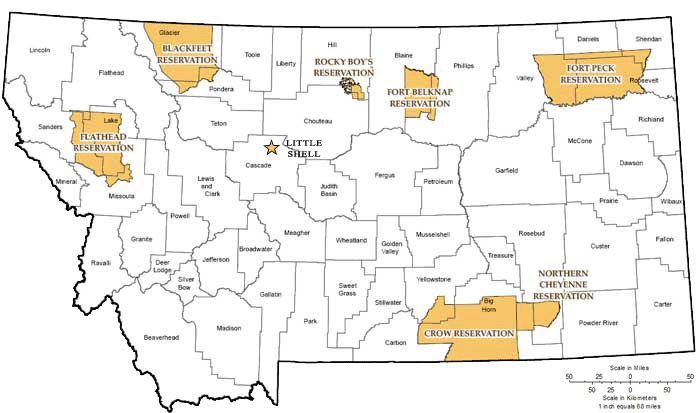 Lincoln
Flathead
Glacier
BLACKFEET
RESERVATION
Toole
Liberty
Hill
ROCKY BOY'S
RESERVATION
Blaine
FORT BELKNAP
RESERVATION
Phillips
Valley
Daniels
Sheridan
FORT PECK
RESERVATION
Roosevelt
Pondera
Sanders
Lake
FLATHEAD
RESERVATION
Teton
Chouteau
LITTLE
SHELL
Cascade
Richland
McCone
Dawson
Garfield
Mineral
Missoula
Lewis
and
Clark
Judith
Basin
Fergus
Petroleum
Prairie
Wibaux
Powell
Granite
Ravalli
Deer
Lodge
Silver
Bow
Jefferson
Broadwater
Meagher
Wheatland
Golden
Valley
Musselshell
Treasure
Rosebud
Custer
Fallon
NORTHERN
CHEYENNE
RESERVATION
Beaverhead
Madison
Gallatin
Park
Sweet
Grass
Stillwater
Yellowstone
Carbon
Big
Horn
CROW RESERVATION
Powder River
Carter
Scale in Miles
50 25 0 25 50
50 0 50
Scale in Kilometers
1 inch equals 68 miles